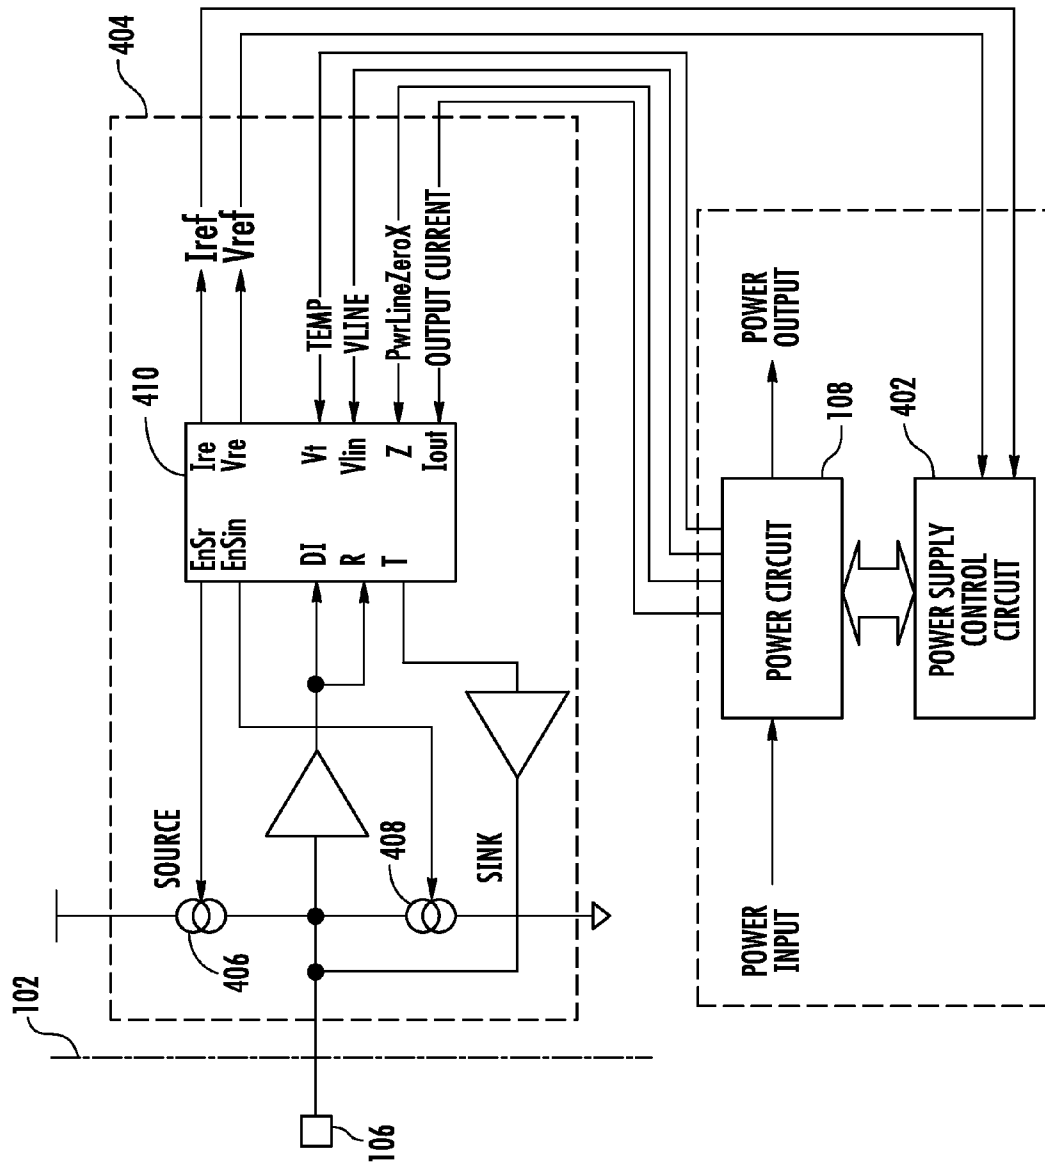 102
404
106
SOURCE
406
408
SINK
410
EnSr
EnSin
DI
R
T
Ire
Vre
Vt
Vlin
Z
Iout
Iref
Vref
TEMP
VLINE
PwrLineZeroX
OUTPUT CURRENT
POWER
INPUT
POWER CIRCUIT
108
POWER
OUTPUT
POWER SUPPLY
CONTROL
CIRCUIT
402